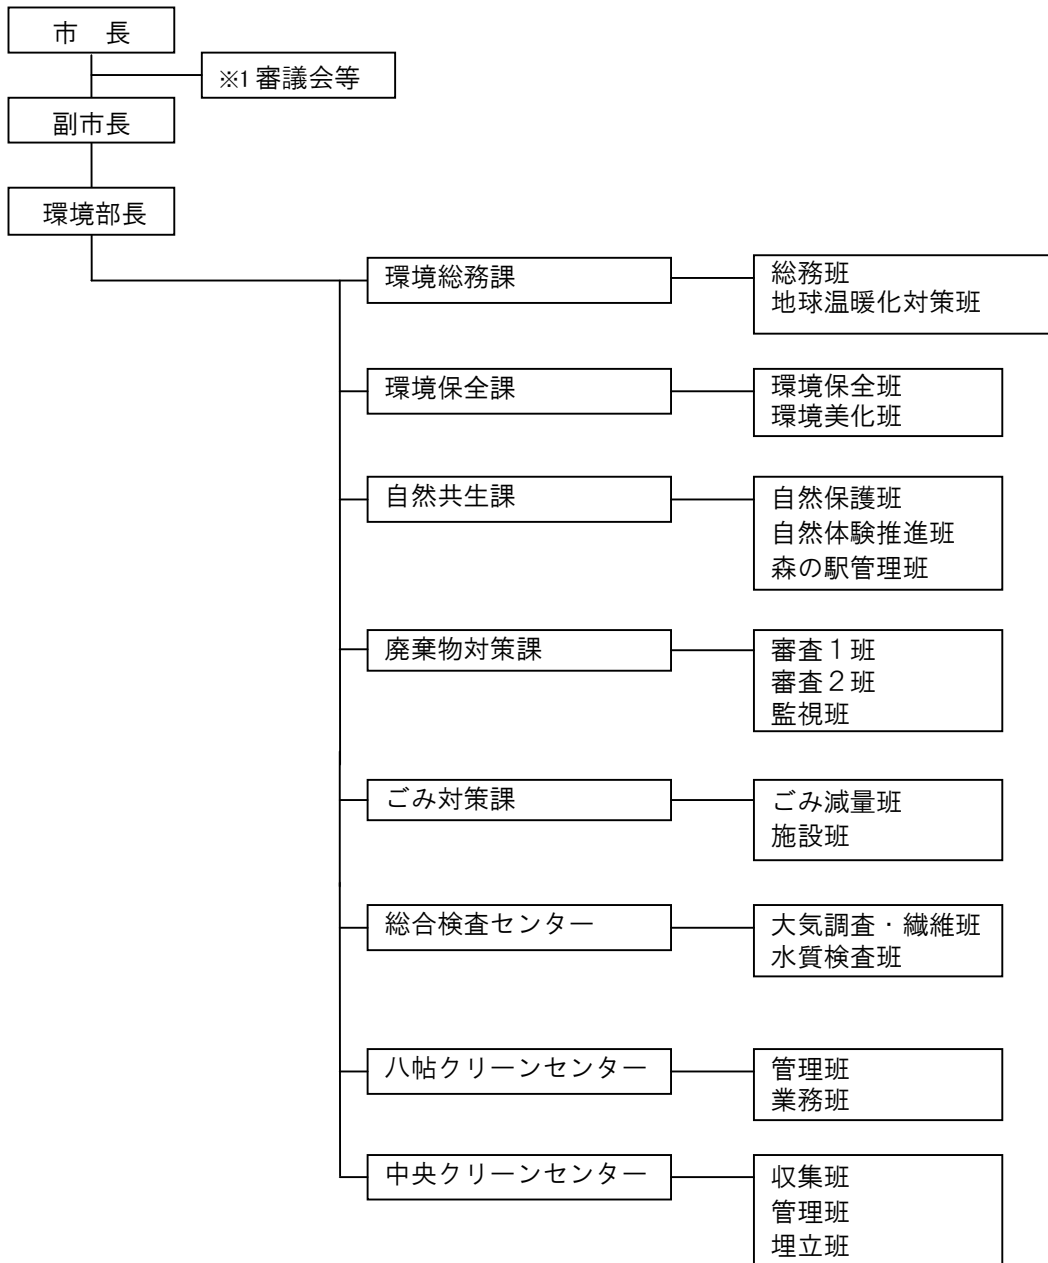 市　長
※1 審議会等
副市長
環境部長
環境総務課
総務班
地球温暖化対策班
環境保全課
環境保全班
環境美化班
自然共生課
自然保護班
自然体験推進班
森の駅管理班
廃棄物対策課
審査１班
審査２班
監視班
ごみ対策課
ごみ減量班
施設班
総合検査センター
大気調査・繊維班
水質検査班
八帖クリーンセンター
管理班
業務班
中央クリーンセンター
収集班
管理班
埋立班